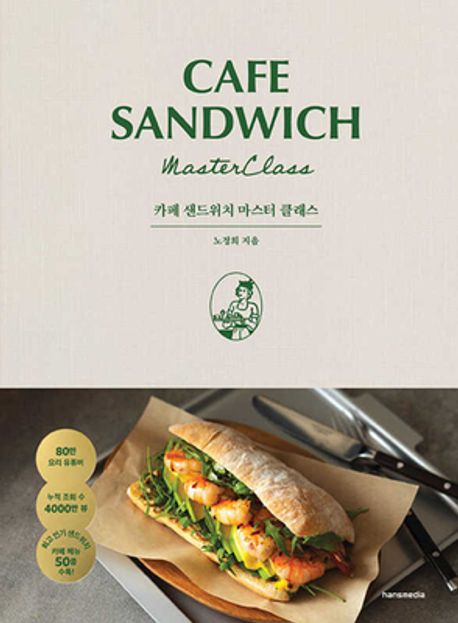 CAFE
SANDWICH
MasterClass
카페 샌드위치 마스터 클래스
노정희 지음
80만
요리 유튜버
누적 조회 수
4000만 뷰
최고 인기 샌드위치
카페 메뉴
50종
수록!
hansmedia